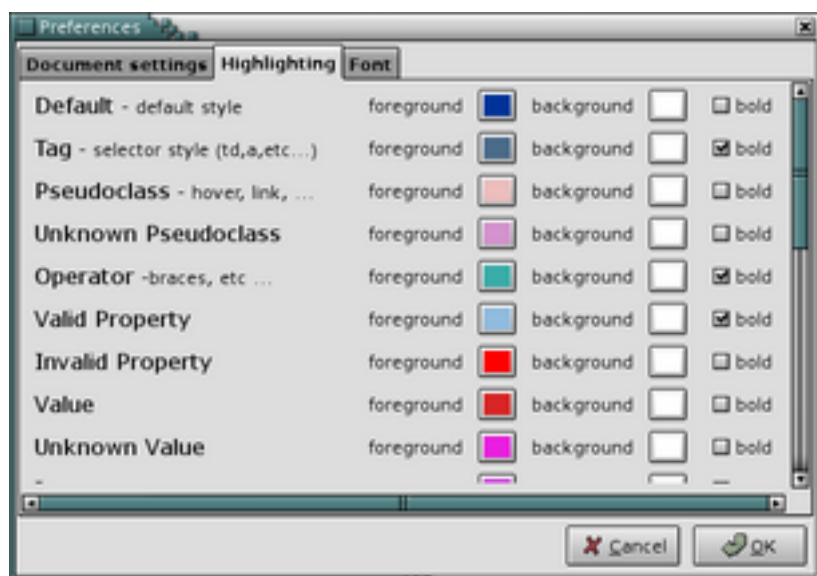 Preferences
Document settings Highlighting Font
Default - default style foreground background bold
Tag - selector style (td,a,etc...) foreground background bold
Pseudoclass - hover, link, ... foreground background bold
Unknown Pseudoclass foreground background bold
Operator -braces, etc ... foreground background bold
Valid Property foreground background bold
Invalid Property foreground background bold
Value foreground background bold
Unknown Value foreground background bold
Cancel OK